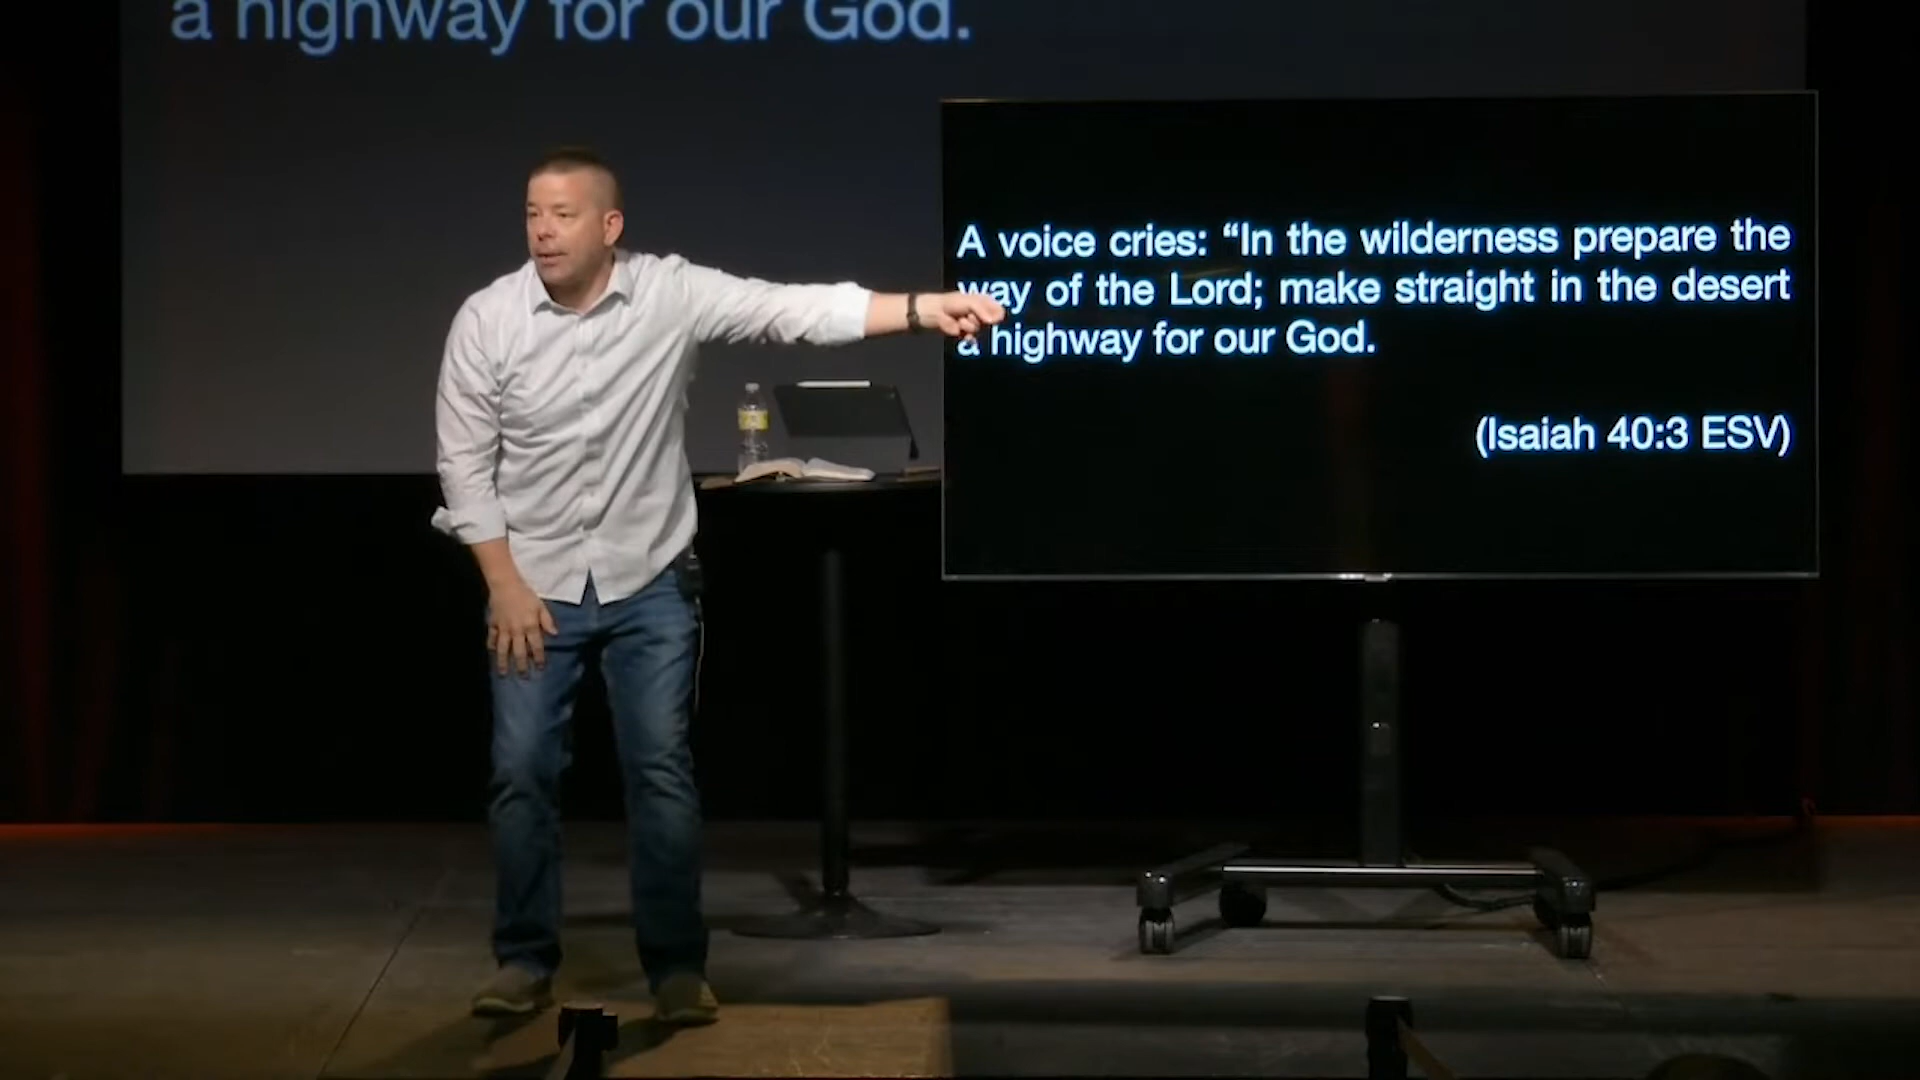 a highway for our God.
A voice cries: “In the wilderness prepare the
way of the Lord; make straight in the desert
a highway for our God.
(Isaiah 40:3 ESV)